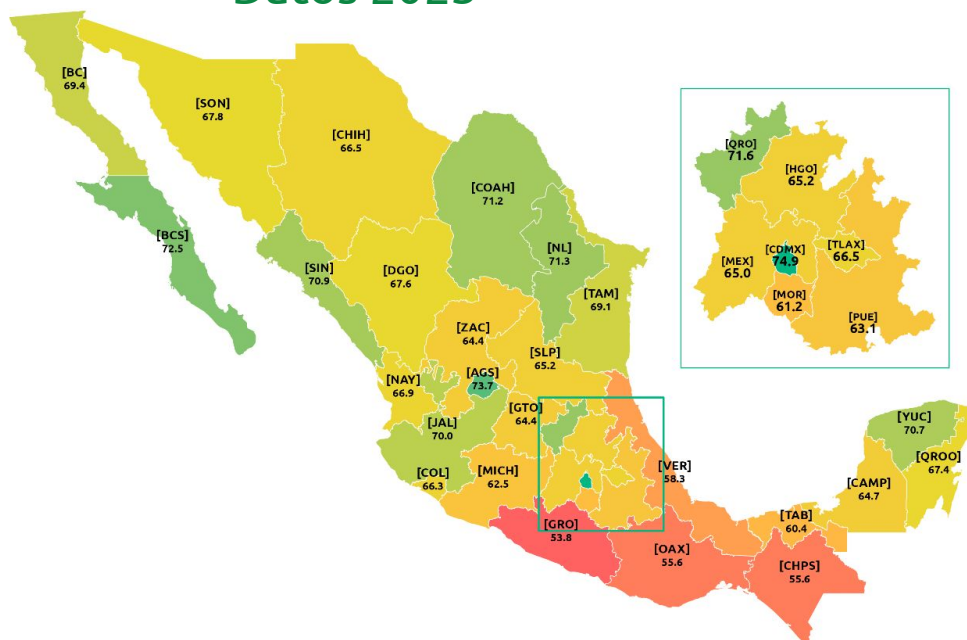 Datos 2025
[BC]
69.4
[SON]
67.8
[CHIH]
66.5
[COAH]
71.2
[BCS]
72.5
[SIN]
70.9
[DGO]
67.6
[NL]
71.3
[TAM]
69.1
[ZAC]
64.4
[SLP]
65.2
[NAY]
66.9
[AGS]
73.7
[JAL]
70.0
[GTO]
64.4
[COL]
66.3
[MICH]
62.5
[VER]
58.3
[GRO]
53.8
[OAX]
55.6
[TAB]
60.4
[CHPS]
55.6
[CAMP]
64.7
[YUC]
70.7
[QROO]
67.4
[QRO]
71.6
[HGO]
65.2
[MEX]
65.0
[CDMX]
74.9
[TLAX]
66.5
[MOR]
61.2
[PUE]
63.1